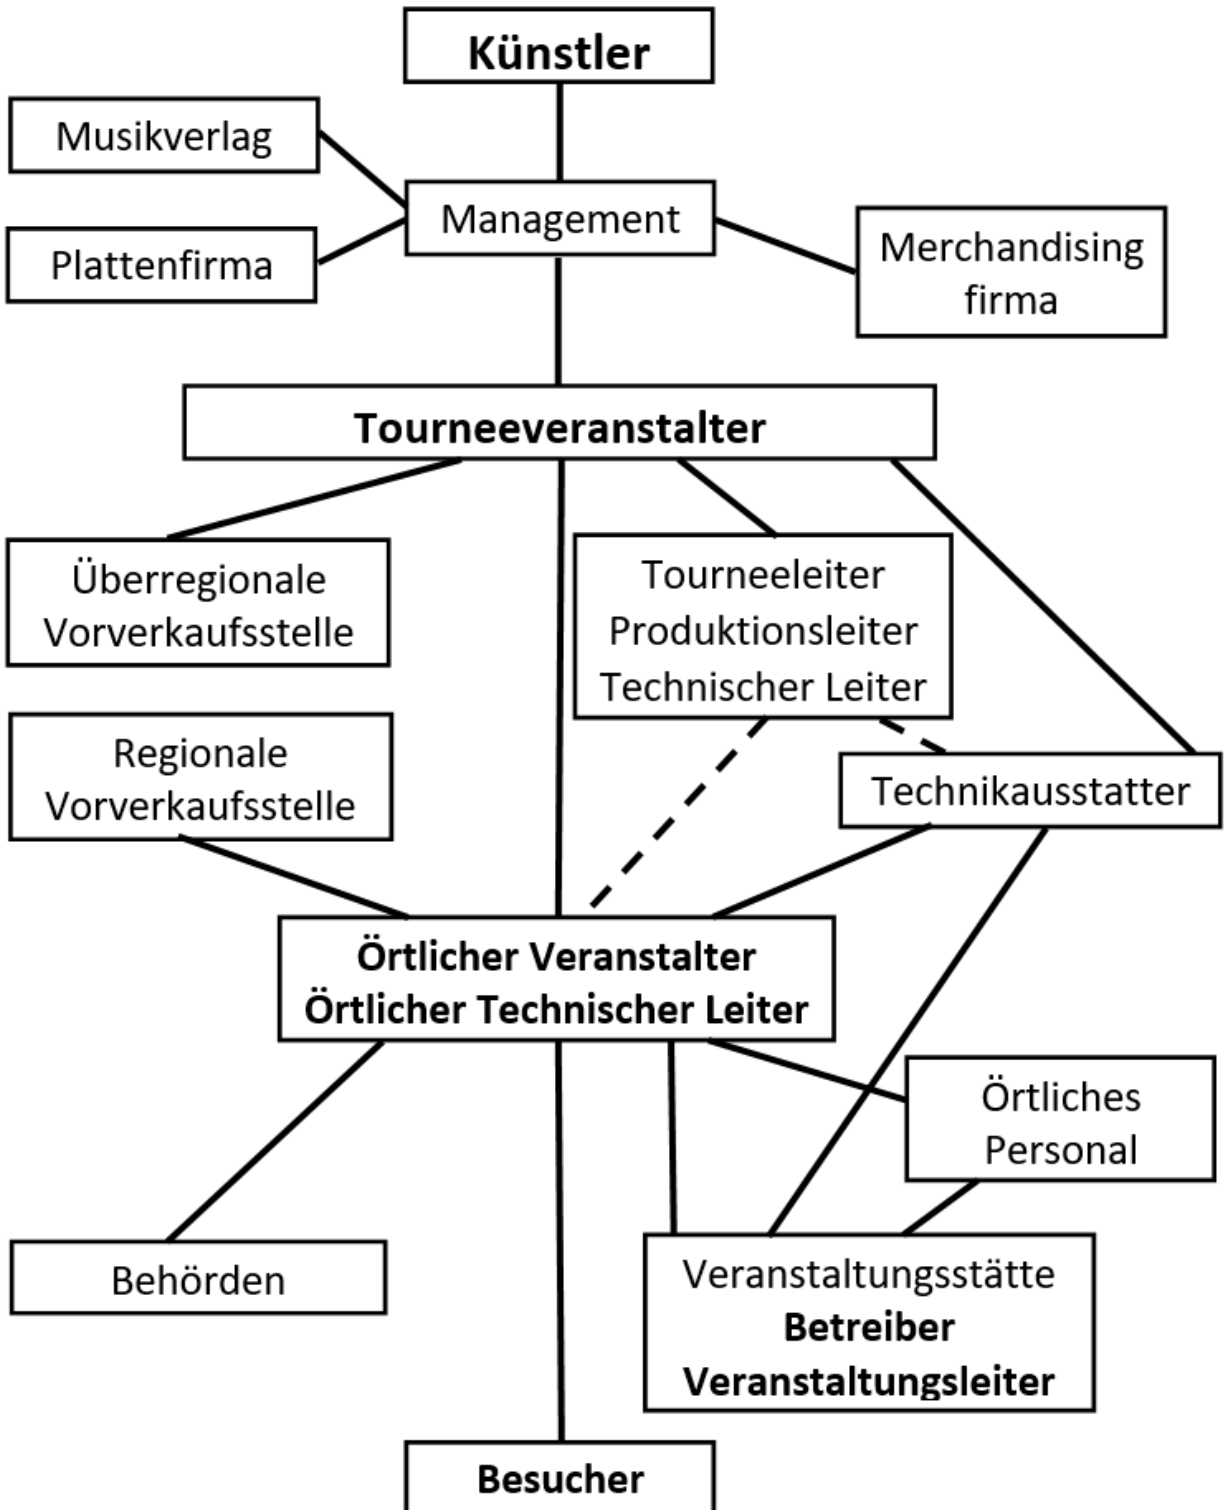 Künstler
Musikverlag
Management
Plattenfirma
Merchandising
firma
Tourneeveranstalter
Überregionale
Vorverkaufsstelle
Tourneeleiter
Produktionsleiter
Technischer Leiter
Regionale
Vorverkaufsstelle
Technikausstatter
Örtlicher Veranstalter
Örtlicher Technischer Leiter
Örtliches
Personal
Behörden
Veranstaltungsstätte
Betreiber
Veranstaltungsleiter
Besucher